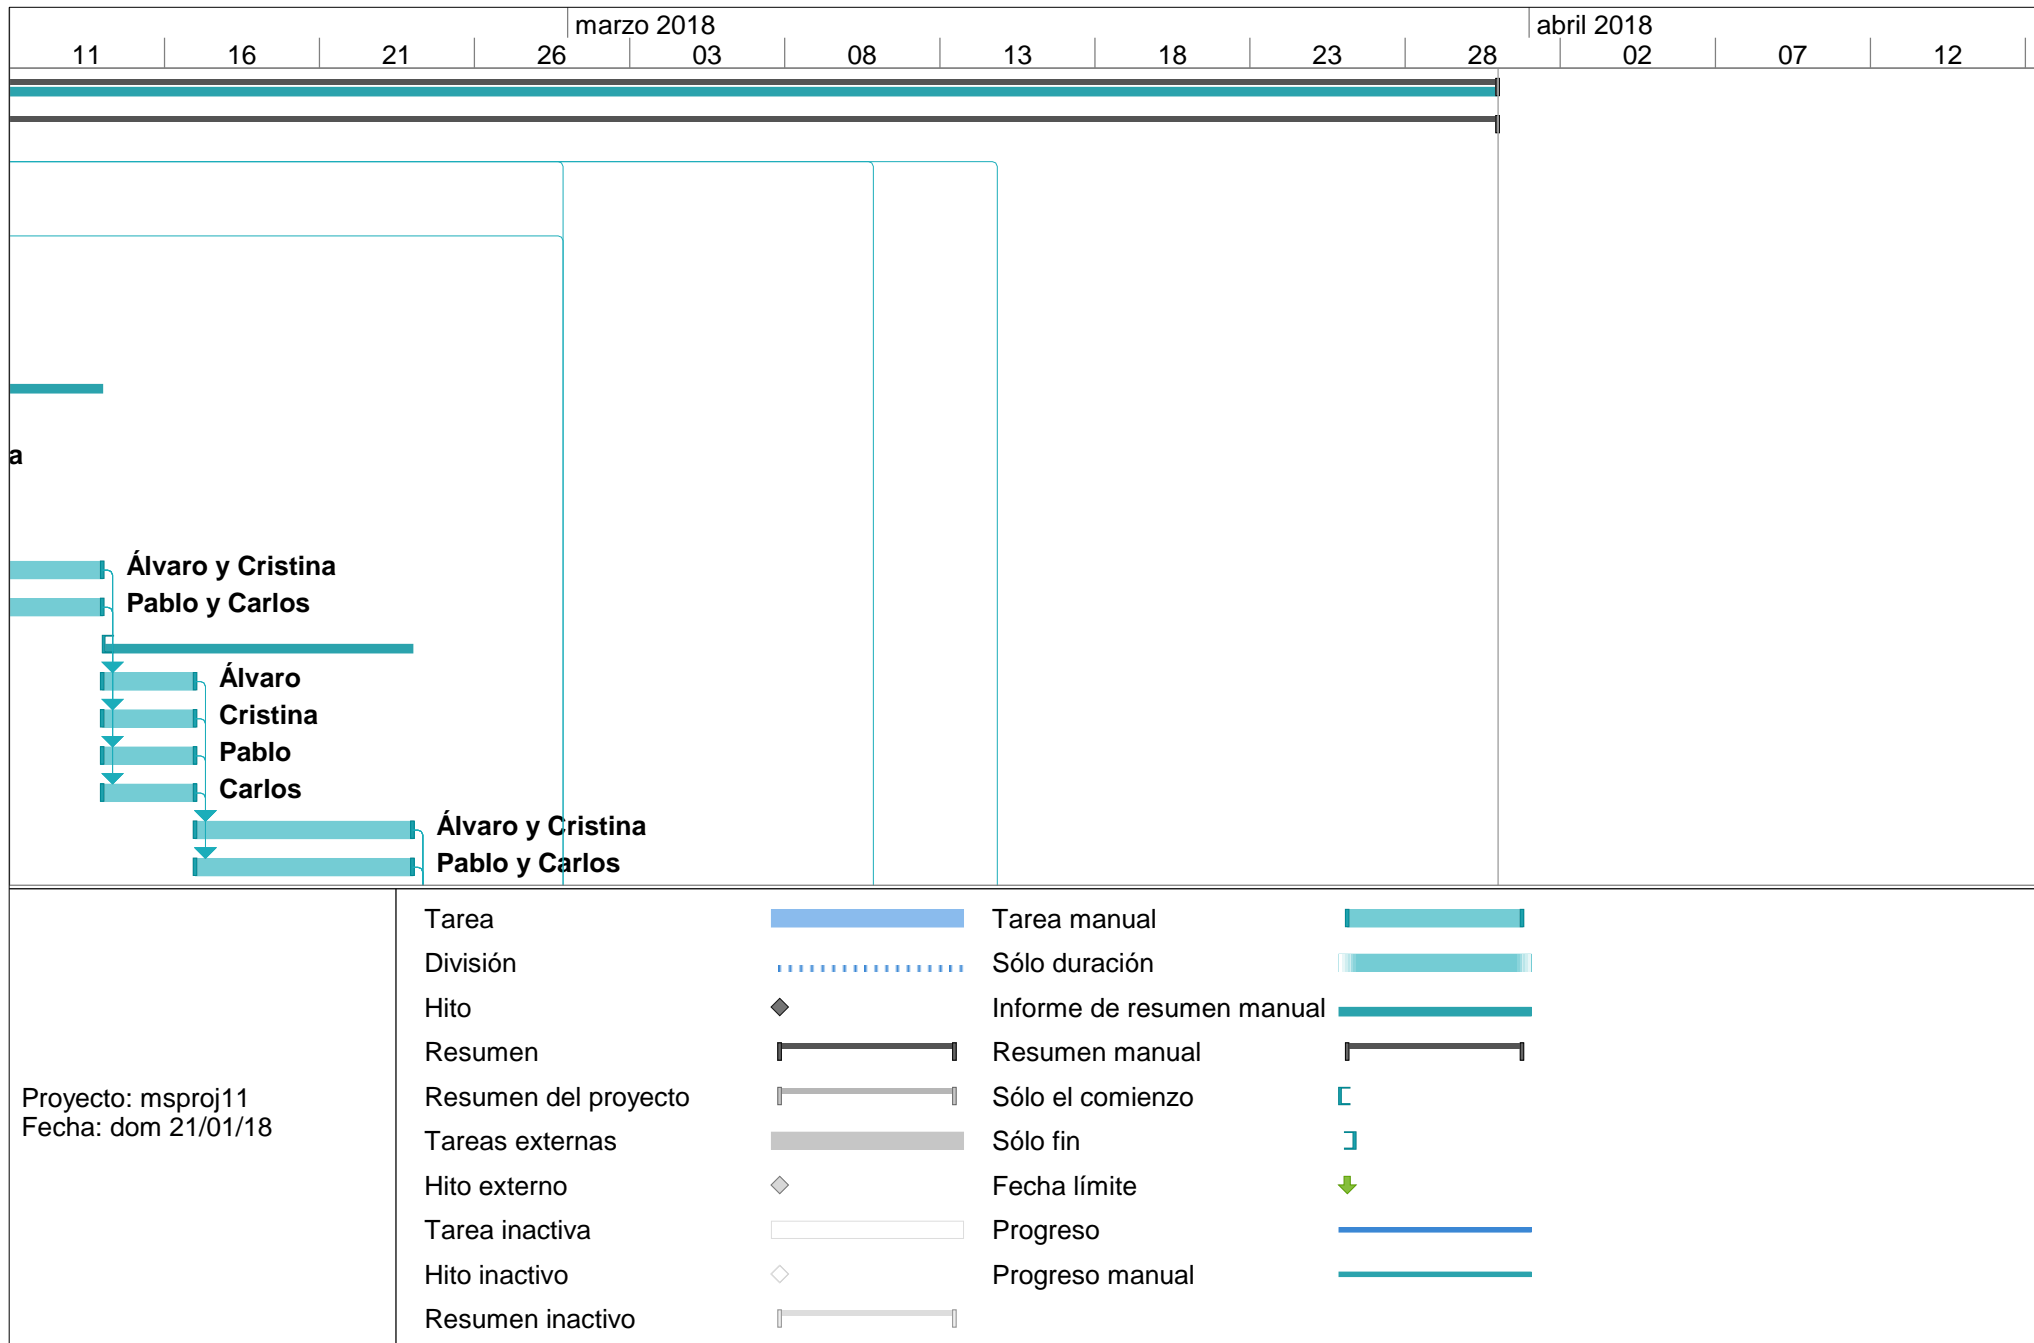 marzo 2018
abril 2018
11 16 21 26 03 08 13 18 23 28 02 07 12
a
Álvaro y Cristina
Pablo y Carlos
Álvaro
Cristina
Pablo
Carlos
Álvaro y Cristina
Pablo y Carlos
Proyecto: msproj11
Fecha: dom 21/01/18
Tarea
División
Hito
Resumen
Resumen del proyecto
Tareas externas
Hito externo
Tarea inactiva
Hito inactivo
Resumen inactivo
Tarea manual
Sólo duración
Informe de resumen manual
Resumen manual
Sólo el comienzo
Sólo fin
Fecha límite
Progreso
Progreso manual